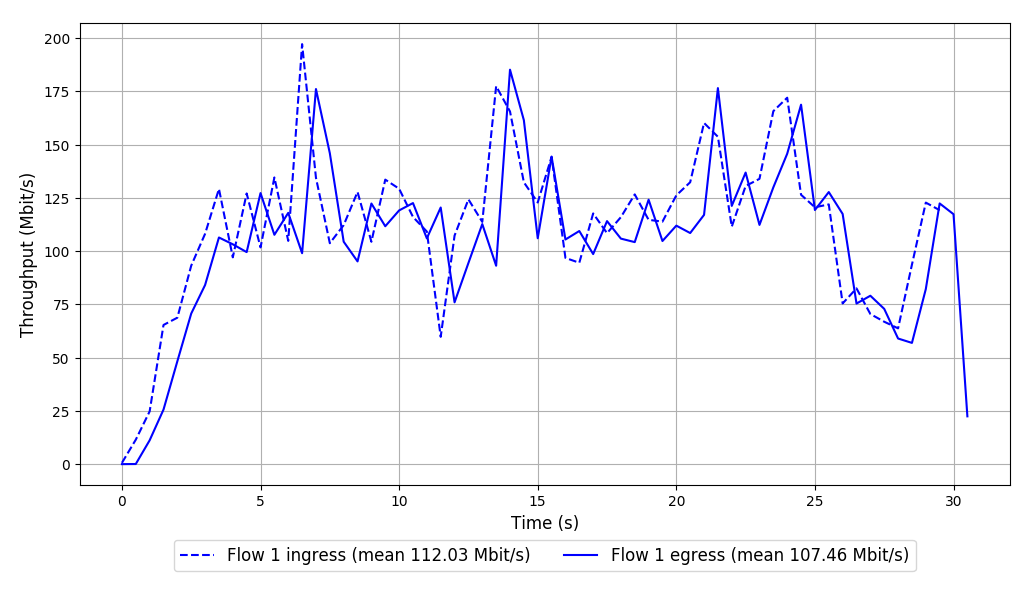 Throughput (Mbit/s)
200
175
150
125
100
75
50
25
0
0 5 10 15 20 25 30
Time (s)
Flow 1 ingress (mean 112.03 Mbit/s) Flow 1 egress (mean 107.46 Mbit/s)